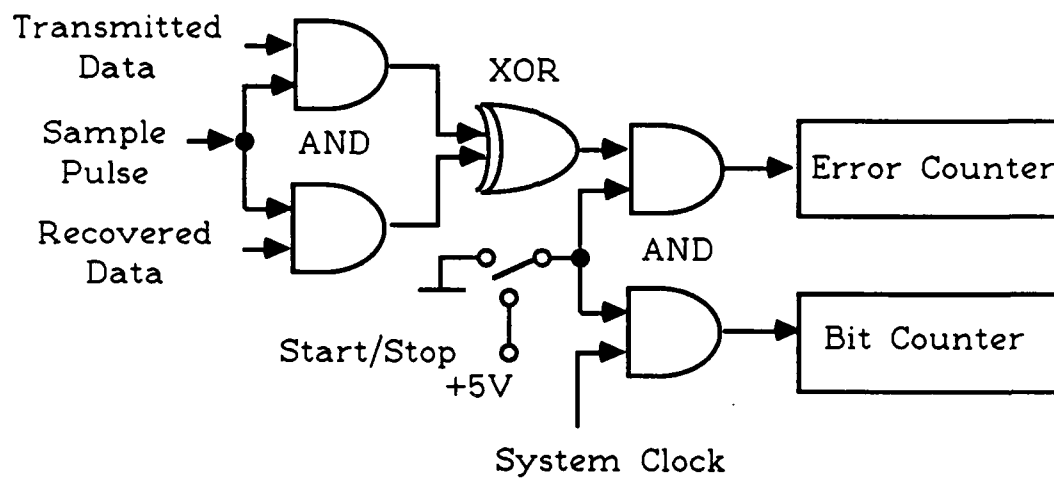 Transmitted
Data
XOR
Sample
Pulse
AND
Error Counter
Recovered
Data
AND
Start/Stop
+5V
Bit Counter
System Clock